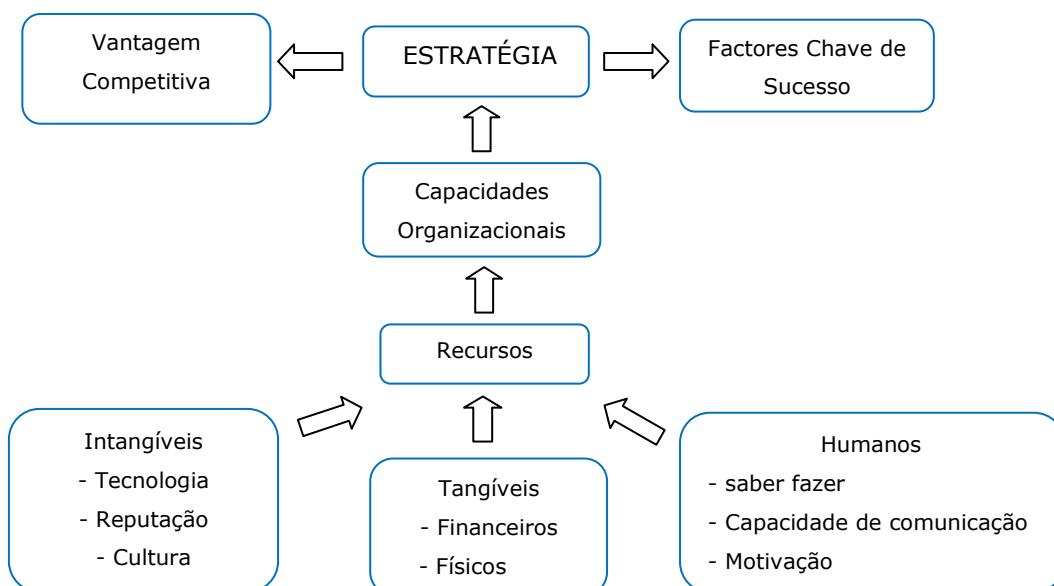 Vantagem
Competitiva
ESTRATÉGIA
Factores Chave de
Sucesso
Capacidades
Organizacionais
Recursos
Intangíveis
- Tecnologia
- Reputação
- Cultura
Tangíveis
- Financeiros
- Físicos
Humanos
- saber fazer
- Capacidade de comunicação
- Motivação